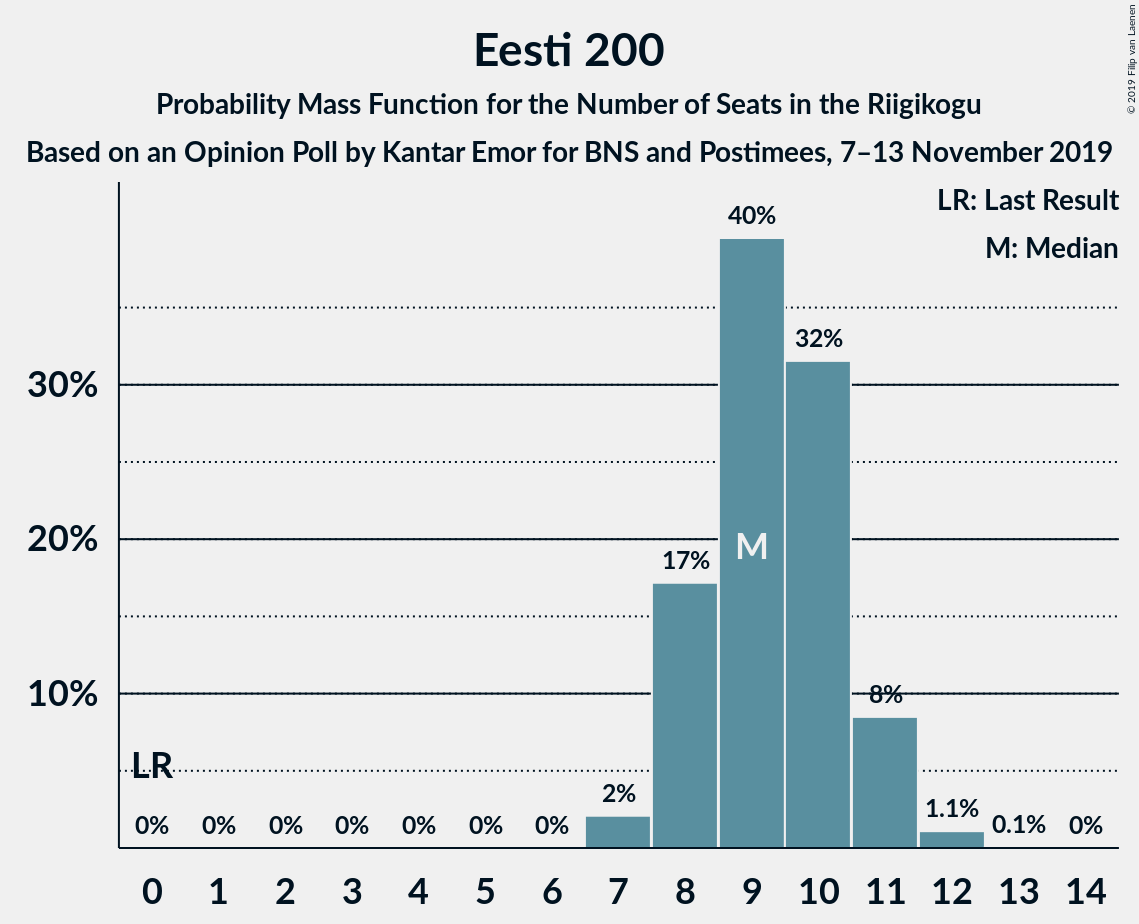 Eesti 200
Probability Mass Function for the Number of Seats in the Riigikogu
Based on an Opinion Poll by Kantar Emor for BNS and Postimees, 7–13 November 2019
© 2019 Filip van Laenen
LR: Last Result
M: Median
40%
32%
30%
20%
17%
M
10%
8%
LR
2%
1.1%
0% 0% 0% 0% 0% 0% 0% 0.1% 0%
0 1 2 3 4 5 6 7 8 9 10 11 12 13 14